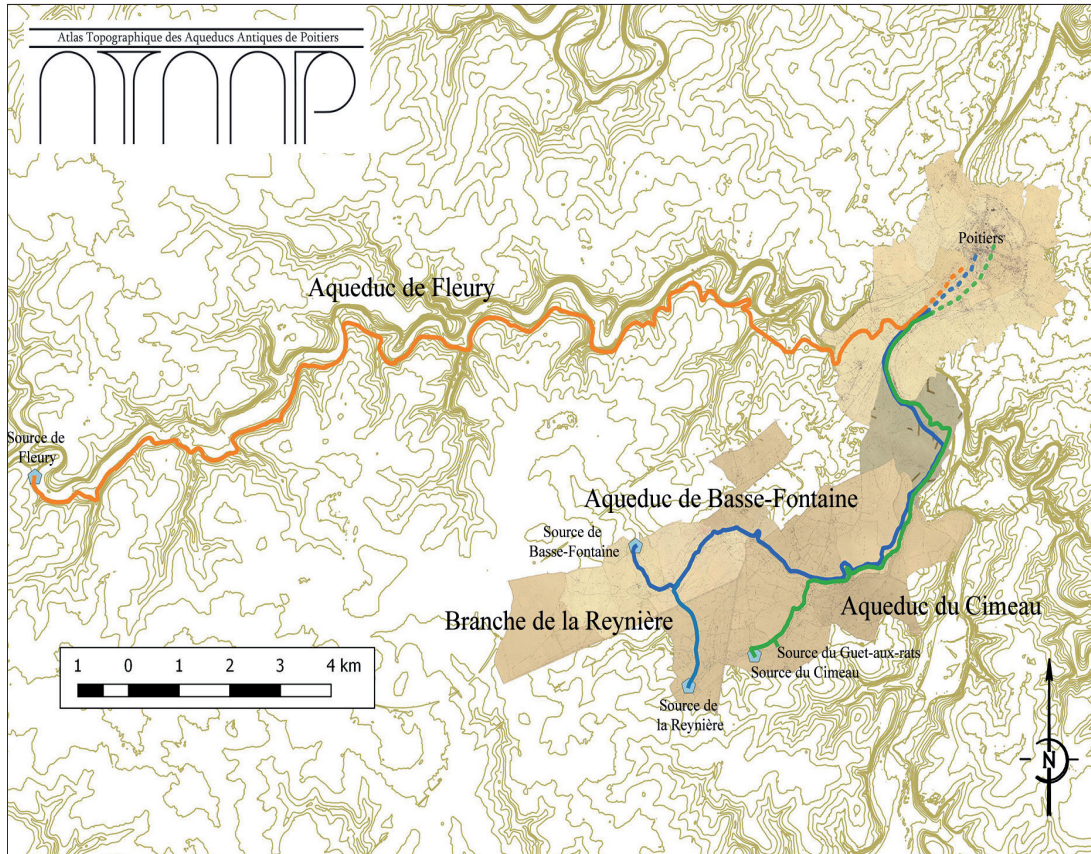 Atlas Topographique des Aqueducs Antiques de Poitiers
ATAAP
Poitiers
Aqueduc de Fleury
Source de
Fleury
Aqueduc de Basse-Fontaine
Source de
Basse-Fontaine
Branche de la Reynière
Aqueduc du Cimeau
Source du Guet-aux-rats
Source du Cimeau
Source de
la Reynière
1 0 1 2 3 4 km
N